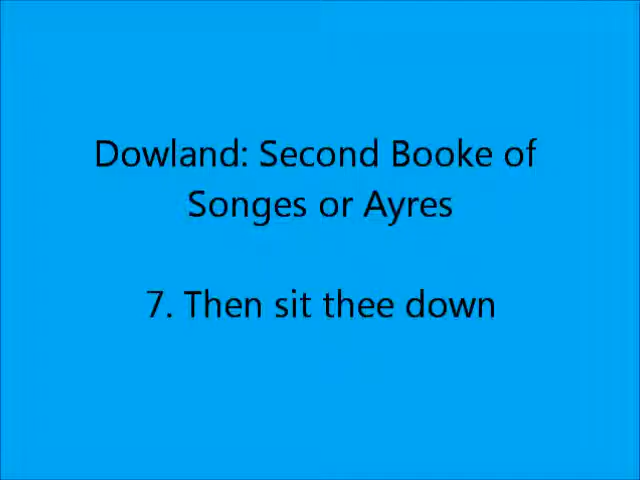 Dowland: Second Booke of
Songes or Ayres
7. Then sit thee down